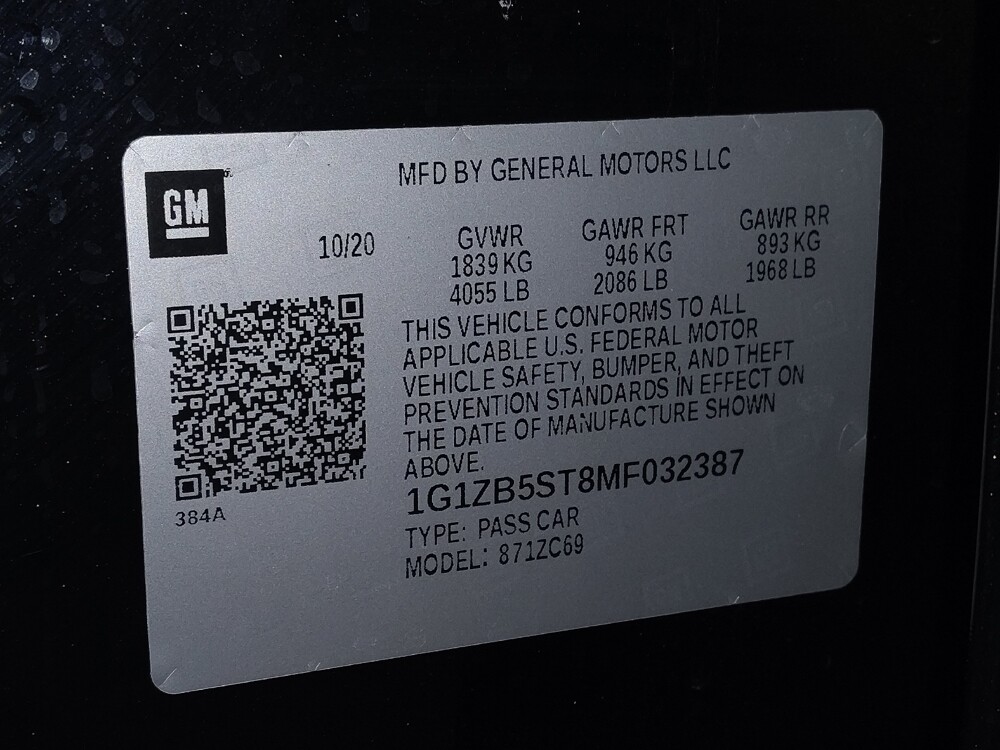 MFD BY GENERAL MOTORS LLC
GM
10/20
GVWR
1839 KG
4055 LB
GAWR FRT
946 KG
2086 LB
GAWR RR
893 KG
1968 LB
THIS VEHICLE CONFORMS TO ALL
APPLICABLE U.S. FEDERAL MOTOR
VEHICLE SAFETY, BUMPER, AND THEFT
PREVENTION STANDARDS IN EFFECT ON
THE DATE OF MANUFACTURE SHOWN
ABOVE.
1G1ZB5ST8MF032387
TYPE: PASS CAR
MODEL: 871ZC69
384A